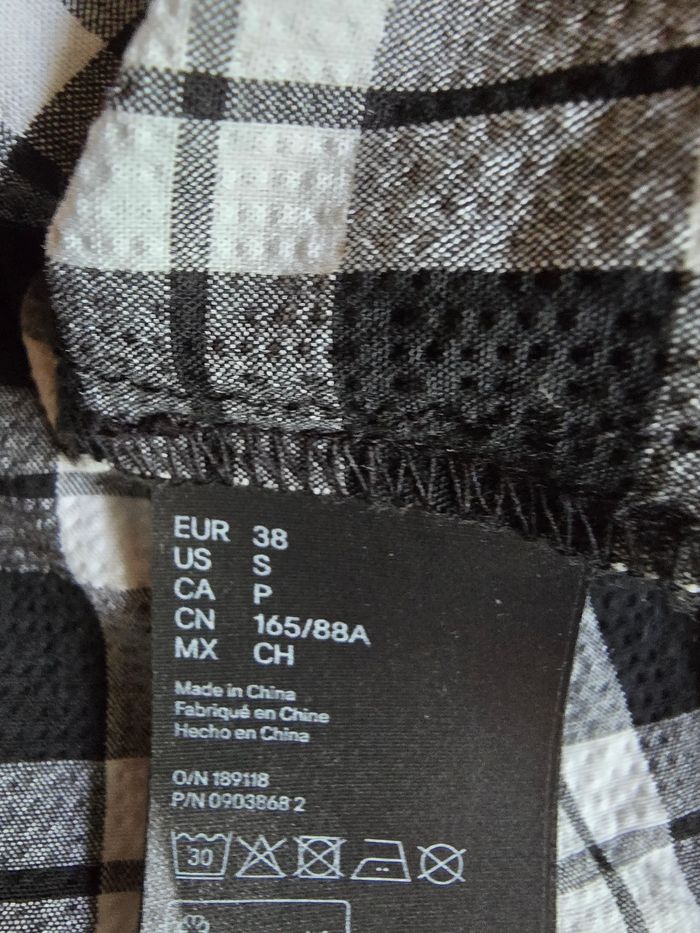 EUR 38
US S
CA P
CN 165/88A
MX CH
Made in China
Fabriqué en Chine
Hecho en China
O/N 189118
P/N 0903868 2
30